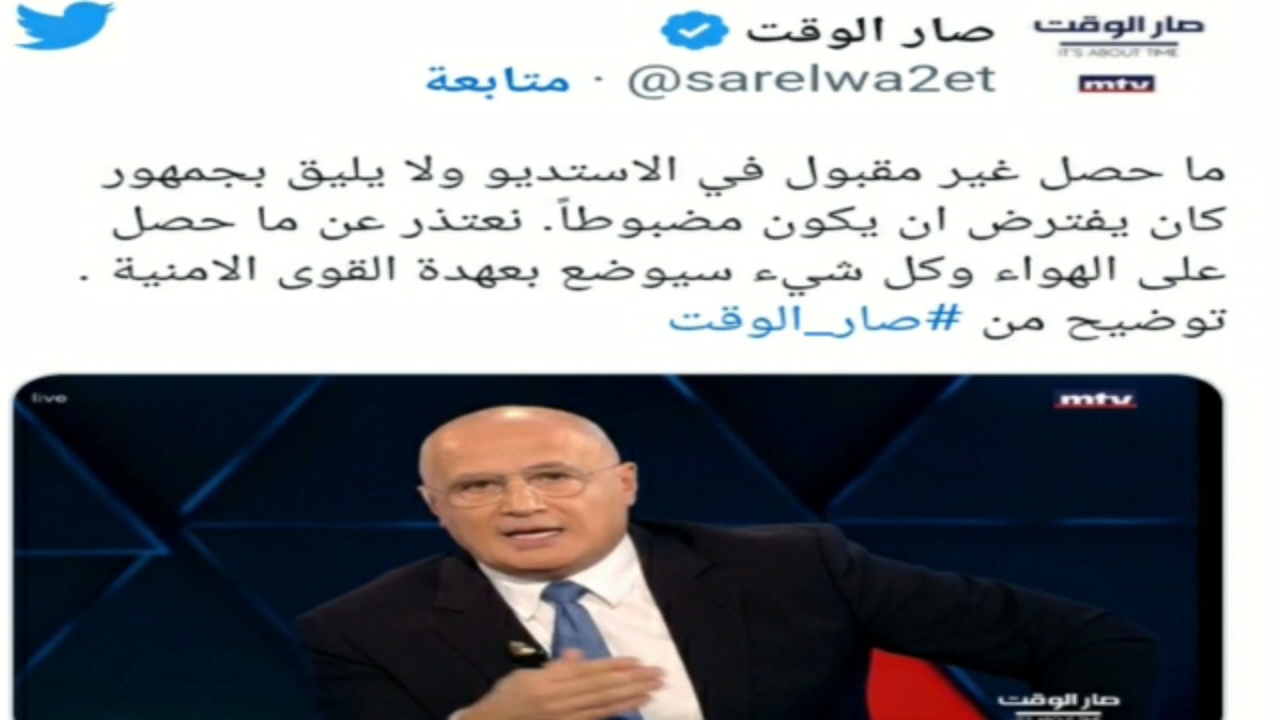 صار الوقت
صار الوقت
IT'S ABOUT TIME
@sarelwa2et · متابعة
mtv
ما حصل غير مقبول في الاستديو ولا يليق بجمهور
كان يفترض ان يكون مضبوطاً. نعتذر عن ما حصل
على الهواء وكل شيء سيوضع بعهدة القوى الامنية .
توضيح من #صار_الوقت
live
mtv
صار الوقت